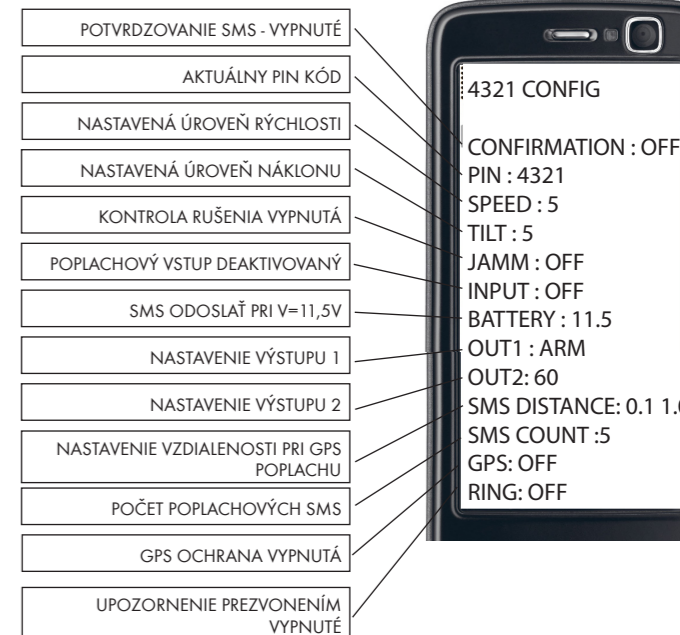 POTVRDZOVANIE SMS - VYPNUTÉ
AKTUÁLNY PIN KÓD
NASTAVENÁ ÚROVEŇ RÝCHLOSTI
NASTAVENÁ ÚROVEŇ NÁKLONU
KONTROLA RUŠENIA VYPNUTÁ
POPLACHOVÝ VSTUP DEAKTIVOVANÝ
SMS ODOSLAŤ PRI V=11,5V
NASTAVENIE VÝSTUPU 1
NASTAVENIE VÝSTUPU 2
NASTAVENIE VZDIALENOSTI PRI GPS
POPLACHU
POČET POPLACHOVÝCH SMS
GPS OCHRANA VYPNUTÁ
UPOZORNENIE PREZVONENÍM
VYPNUTÉ
4321 CONFIG
CONFIRMATION : OFF
PIN : 4321
SPEED : 5
TILT : 5
JAMM : OFF
INPUT : OFF
BATTERY : 11.5
OUT1 : ARM
OUT2: 60
SMS DISTANCE: 0.1 1.0
SMS COUNT :5
GPS: OFF
RING: OFF